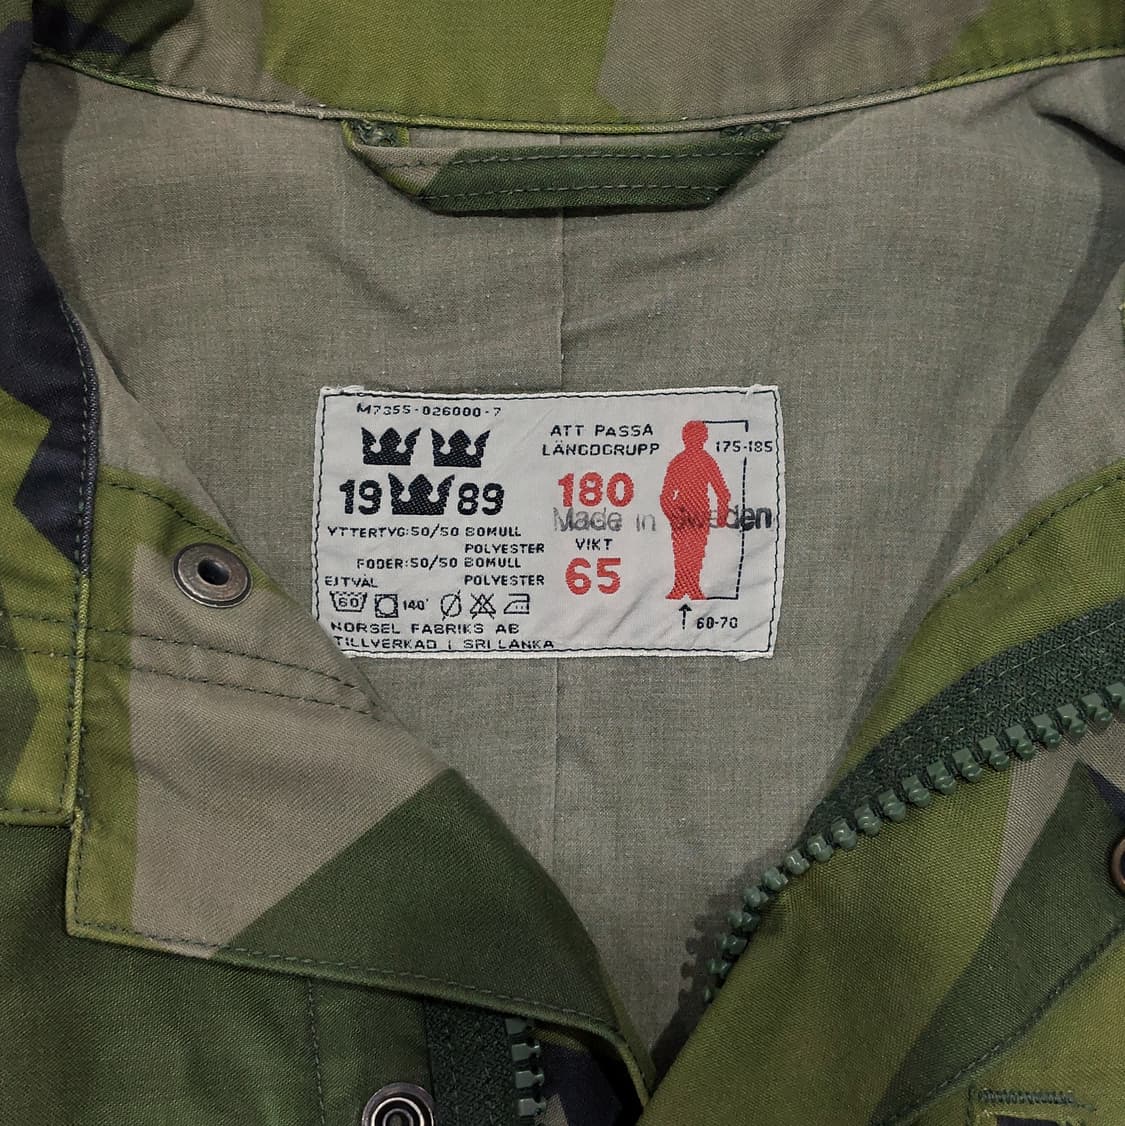 M7355-026000-7
19 89
YTTERTYG:50/50 BOMULL
POLYESTER
FODER:50/50 BOMULL
POLYESTER
EJTVÄL
60 140°
NORSEL FABRIKS AB
TILLVERKAD I SRI LANKA
ATT PASSA
LÄNGDGRUPP
180
Made in Sweden
VIKT
65
175-185
60-70